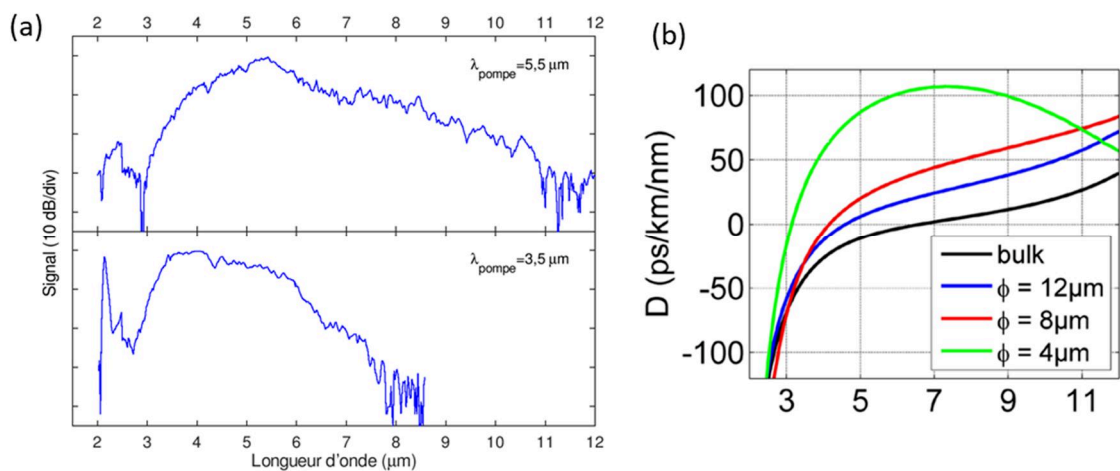 (a)
2 3 4 5 6 7 8 9 10 11 12
λpompe=5,5 µm
Signal (10 dB/div)
λpompe=3,5 µm
2 3 4 5 6 7 8 9 10 11 12
Longueur d'onde (µm)
(b)
D (ps/km/nm)
100
50
0
-50
-100
bulk
ϕ = 12µm
ϕ = 8µm
ϕ = 4µm
3 5 7 9 11